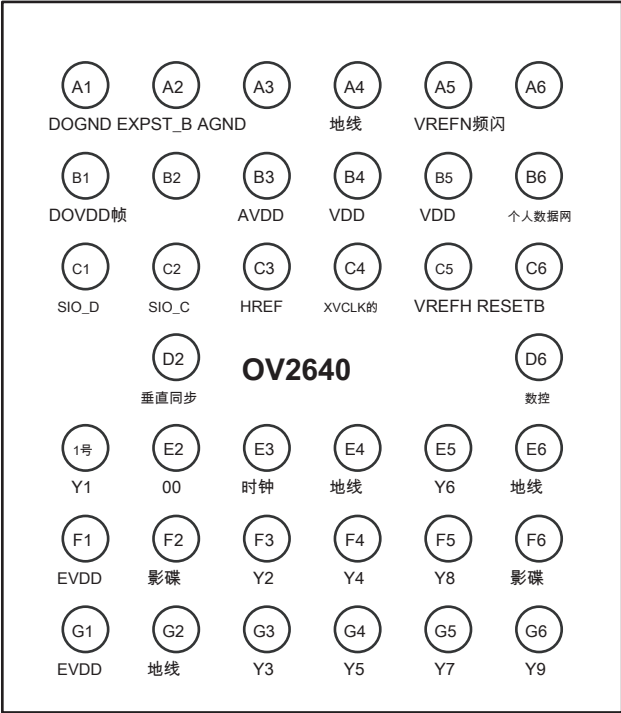 A1 A2 A3 A4 A5 A6
DOGND EXPST_B AGND 地线 VREFN频闪
B1 B2 B3 B4 B5 B6
DOVDD帧 AVDD VDD VDD 个人数据网
C1 C2 C3 C4 C5 C6
SIO_D SIO_C HREF XVCLK的 VREFH RESETB
D2 OV2640 D6
垂直同步 数控
1号 E2 E3 E4 E5 E6
Y1 00 时钟 地线 Y6 地线
F1 F2 F3 F4 F5 F6
EVDD 影碟 Y2 Y4 Y8 影碟
G1 G2 G3 G4 G5 G6
EVDD 地线 Y3 Y5 Y7 Y9